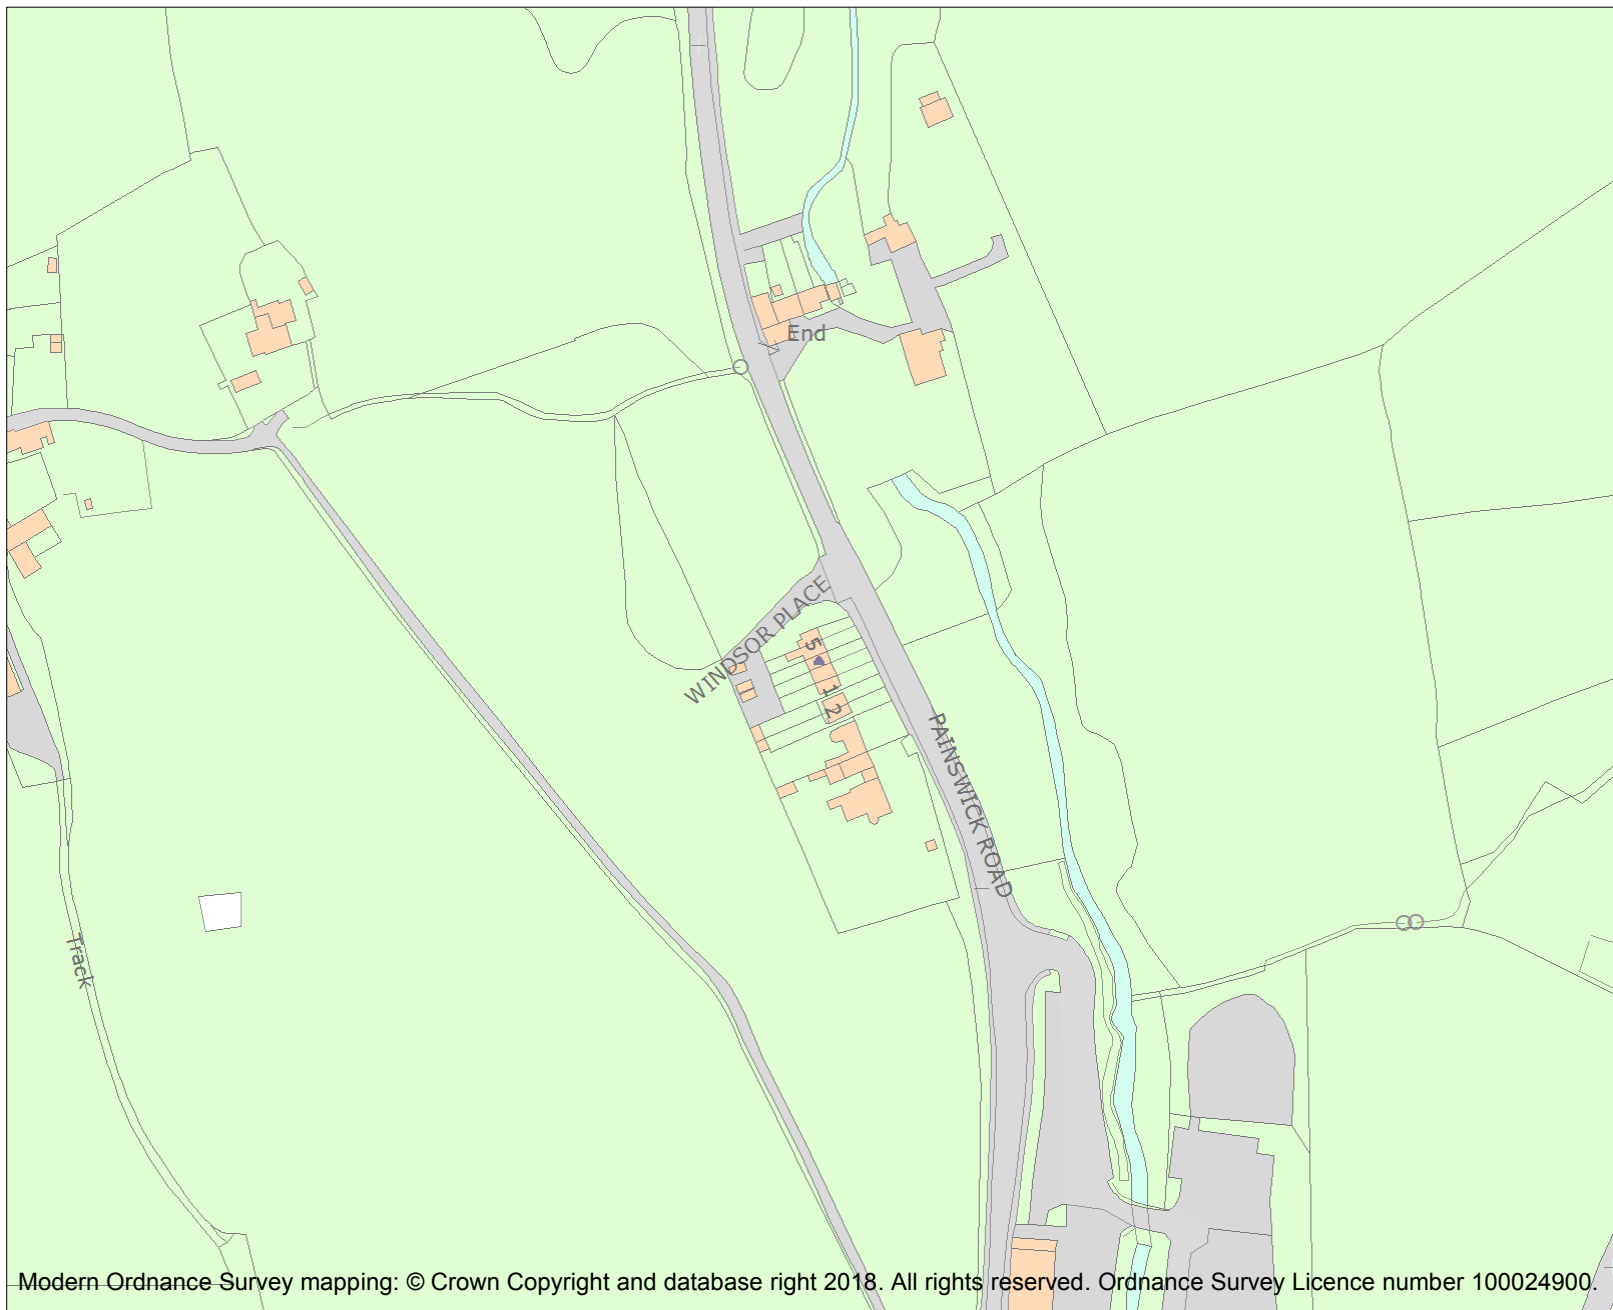 End
WINDSOR PLACE
5
1
2
PAINSWICK ROAD
Track
Modern Ordnance Survey mapping: © Crown Copyright and database right 2018. All rights reserved. Ordnance Survey Licence number 100024900.